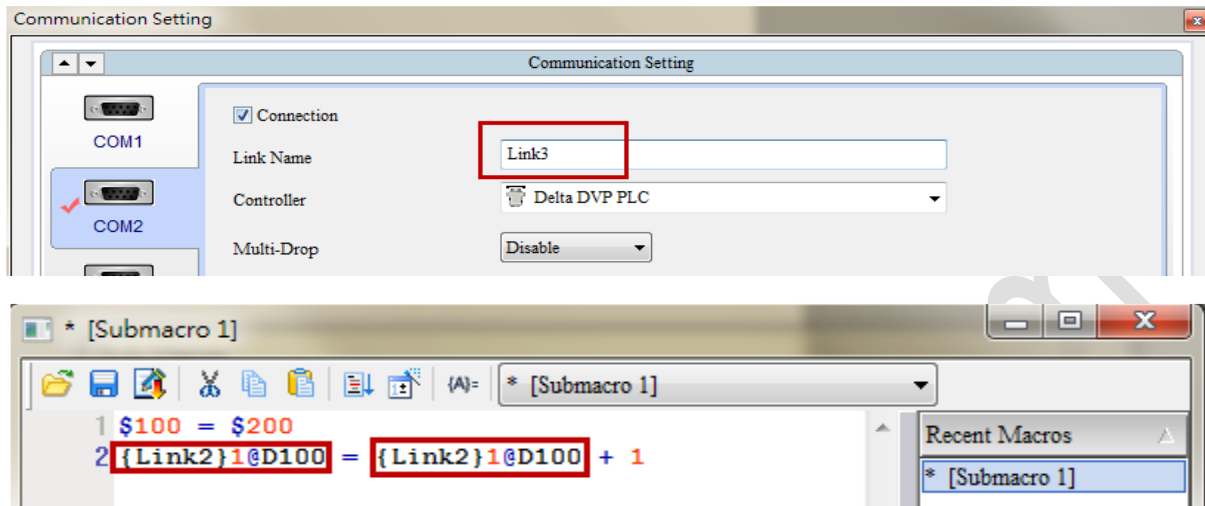 Communication Setting
Communication Setting
COM1
Connection
Link Name
Link3
COM2
Controller
Delta DVP PLC
Multi-Drop
Disable
* [Submacro 1]
{A}= * [Submacro 1]
1 $100 = $200
2 {Link2}1@D100 = {Link2}1@D100 + 1
Recent Macros
* [Submacro 1]